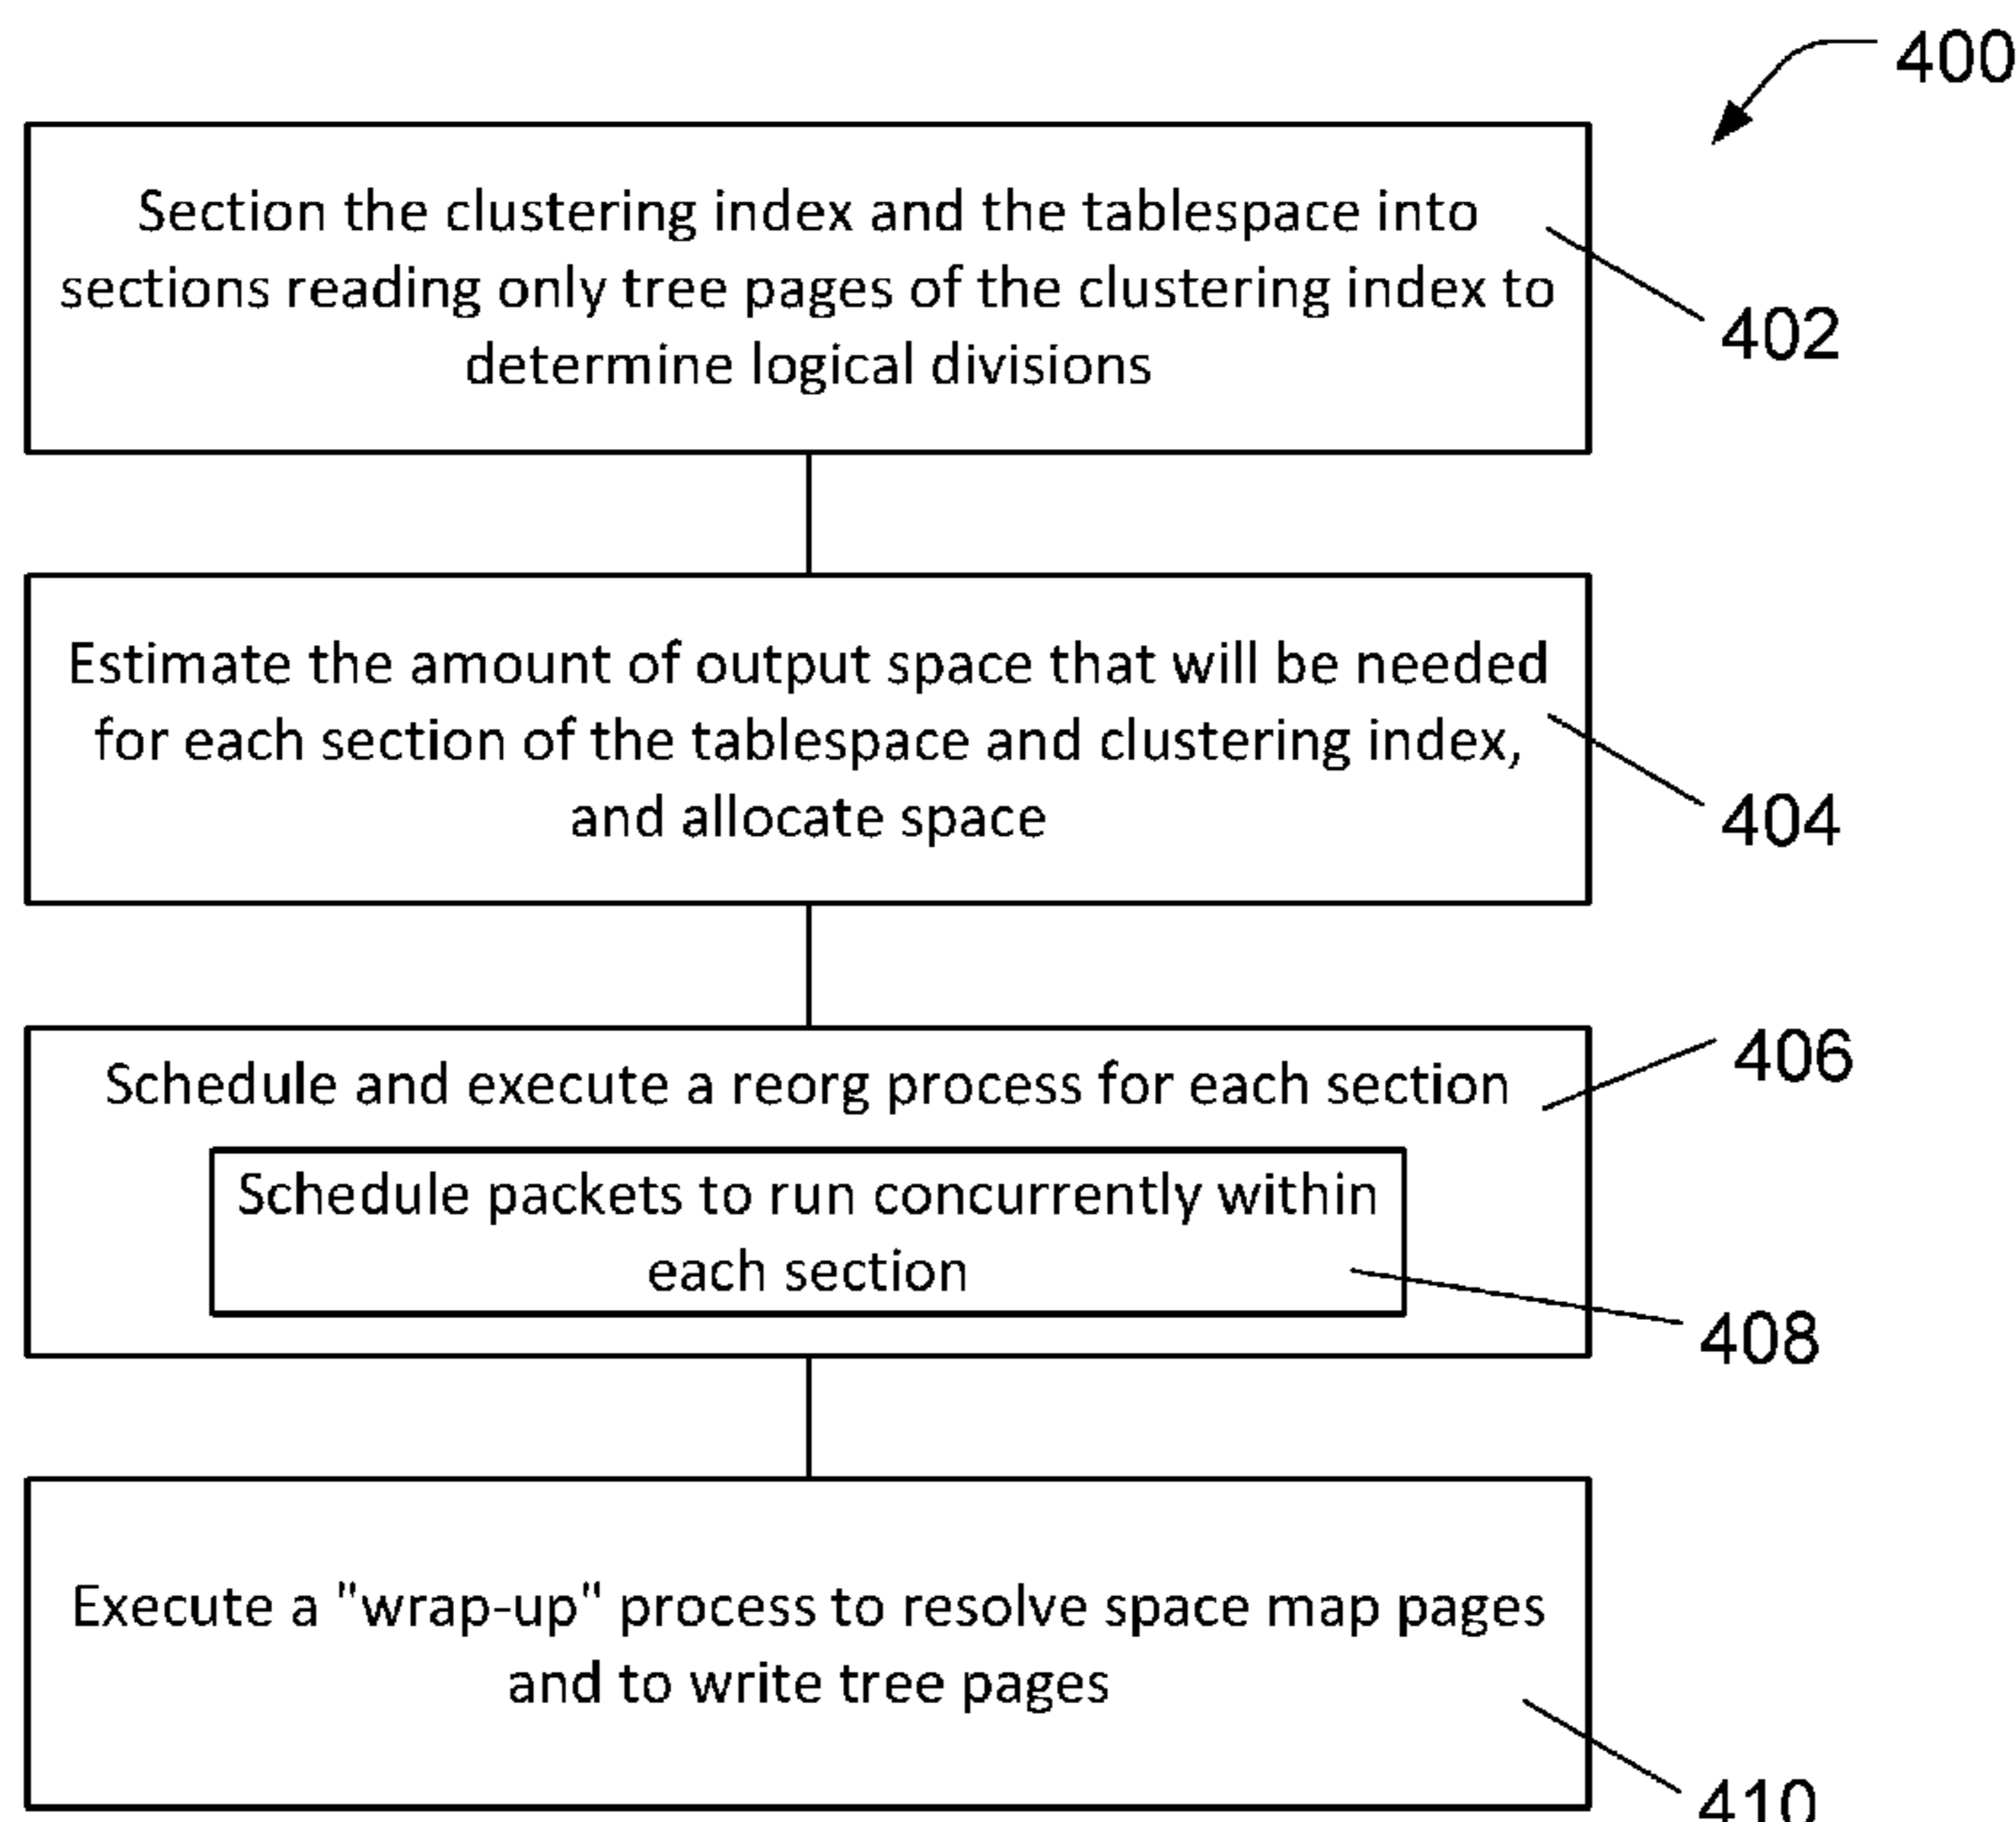 400
Section the clustering index and the tablespace into
sections reading only tree pages of the clustering index to
determine logical divisions
402
Estimate the amount of output space that will be needed
for each section of the tablespace and clustering index,
and allocate space
404
Schedule and execute a reorg process for each section
406
Schedule packets to run concurrently within
each section
408
Execute a "wrap-up" process to resolve space map pages
and to write tree pages
410